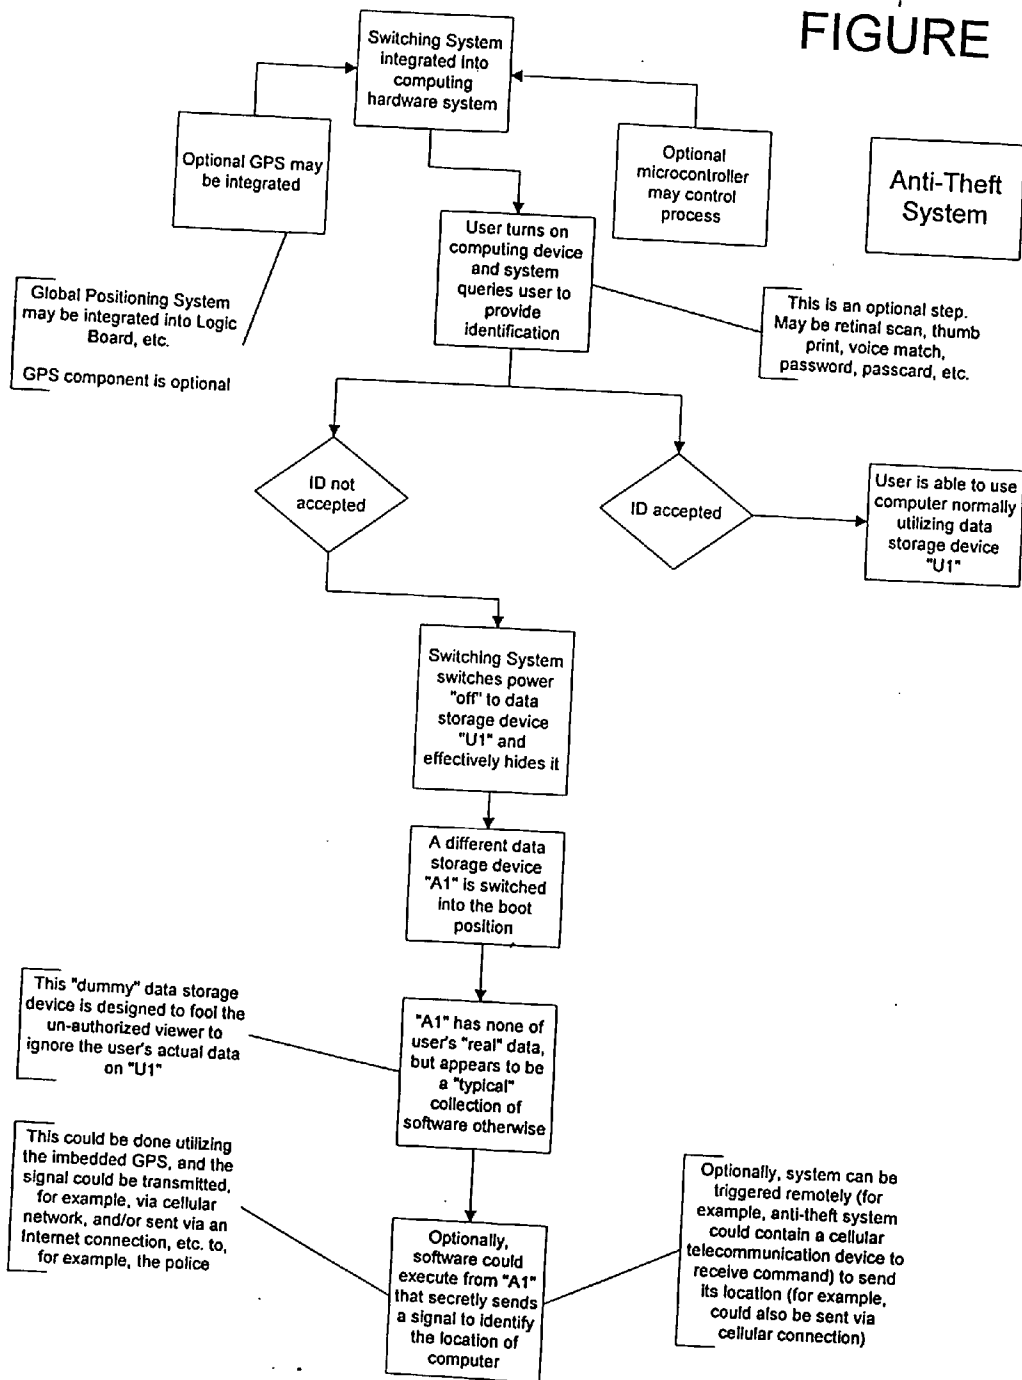 FIGURE
Switching System
integrated into
computing
hardware system
Optional GPS may
be integrated
Optional
microcontroller
may control
process
Anti-Theft
System
User turns on
computing device
and system
queries user to
provide
identification
Global Positioning System
may be integrated into Logic
Board, etc.
GPS component is optional
This is an optional step.
May be retinal scan, thumb
print, voice match,
password, passcard, etc.
ID not
accepted
ID accepted
User is able to use
computer normally
utilizing data
storage device
"U1"
Switching System
switches power
"off" to data
storage device
"U1" and
effectively hides it
A different data
storage device
"A1" is switched
into the boot
position
This "dummy" data storage
device is designed to fool the
un-authorized viewer to
ignore the user's actual data
on "U1"
"A1" has none of
user's "real" data,
but appears to be
a "typical"
collection of
software otherwise
This could be done utilizing
the imbedded GPS, and the
signal could be transmitted,
for example, via cellular
network, and/or sent via an
Internet connection, etc. to,
for example, the police
Optionally,
software could
execute from "A1"
that secretly sends
a signal to identify
the location of
computer
Optionally, system can be
triggered remotely (for
example, anti-theft system
could contain a cellular
telecommunication device to
receive command) to send
its location (for example,
could also be sent via
cellular connection)